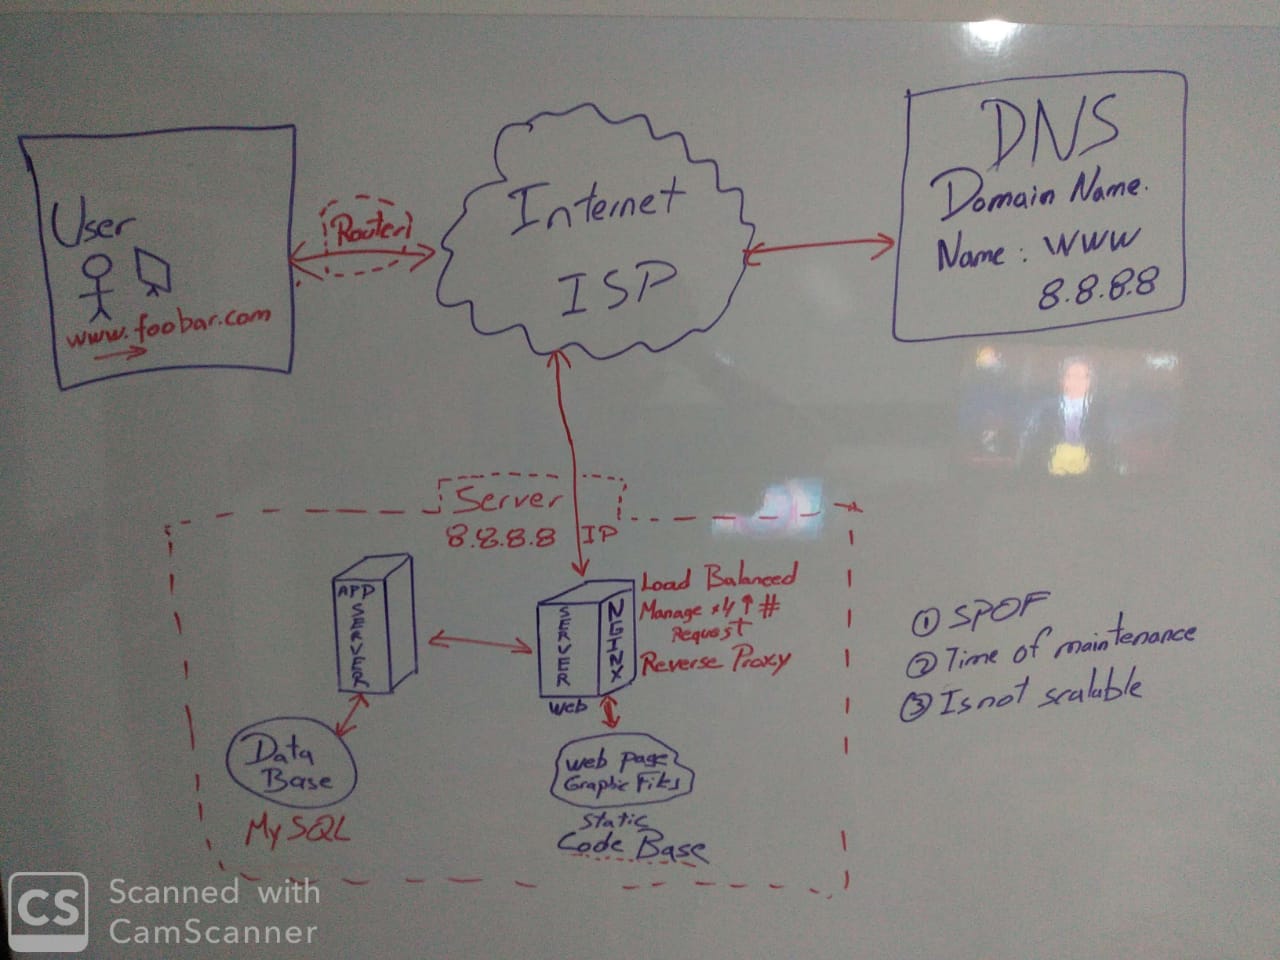 User
www.foobar.com
Router
Internet
ISP
DNS
Domain Name.
Name: WWW
8.8.8.8
Server
8.8.8.8 IP
APP
SERVER
SERVER
NGINX
web
Load Balanced
Manage *4 ↑ #
request
Reverse Proxy
Data
Base
MySQL
web page
Graphic Files
static
Code Base
① SPOF
② Time of maintenance
③ Is not scalable
CS
Scanned with
CamScanner